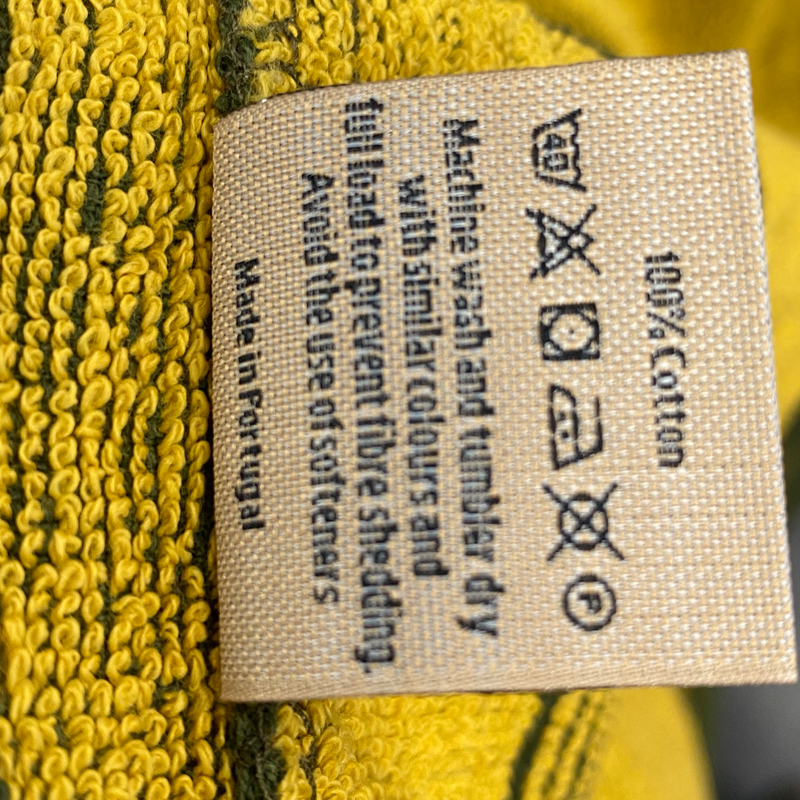 100% Cotton
40
P
Machine wash and tumbler dry
with similar colours and
full load to prevent fibre shedding.
Avoid the use of softeners
Made in Portugal